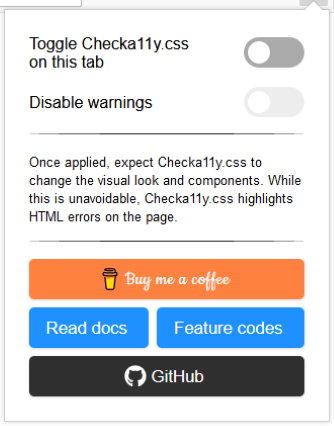 Toggle Checka11y.css
on this tab
Disable warnings
Once applied, expect Checka11y.css to
change the visual look and components. While
this is unavoidable, Checka11y.css highlights
HTML errors on the page.
Buy me a coffee
Read docs
Feature codes
GitHub